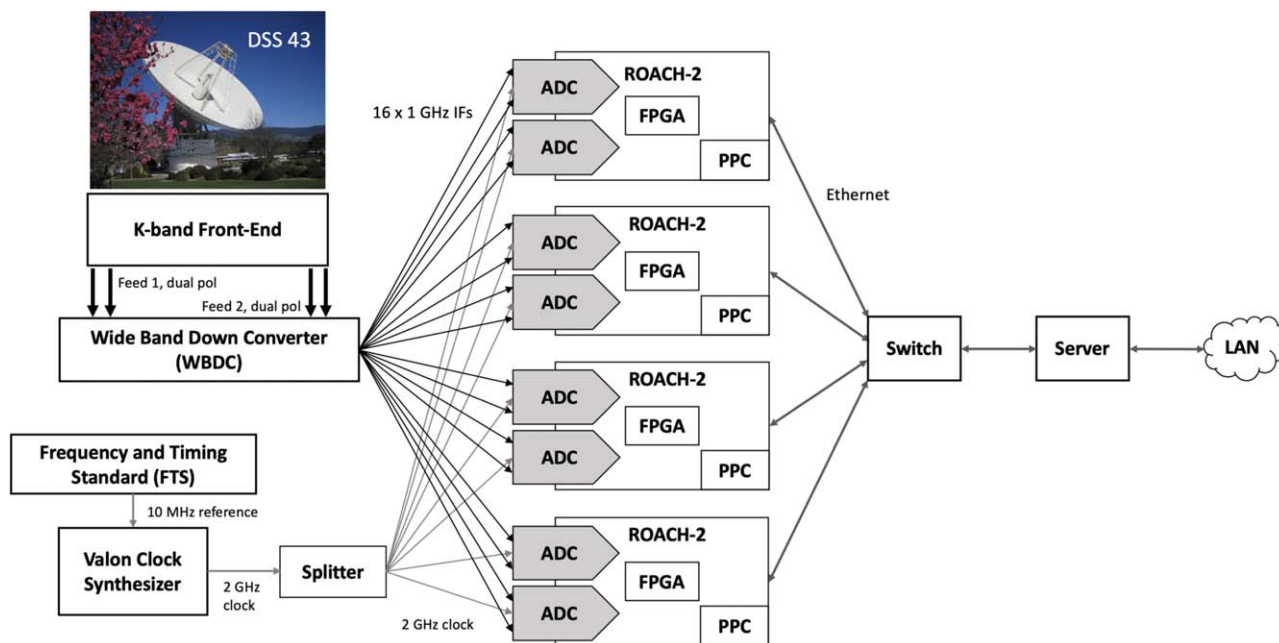 DSS 43
K-band Front-End
Feed 1, dual pol
Feed 2, dual pol
Wide Band Down Converter
(WBDC)
Frequency and Timing
Standard (FTS)
10 MHz reference
Valon Clock
Synthesizer
2 GHz
clock
Splitter
2 GHz clock
16 x 1 GHz IFs
ADC
ADC
ROACH-2
FPGA
PPC
ADC
ADC
ROACH-2
FPGA
PPC
ADC
ADC
ROACH-2
FPGA
PPC
ADC
ADC
ROACH-2
FPGA
PPC
Ethernet
Switch
Server
LAN